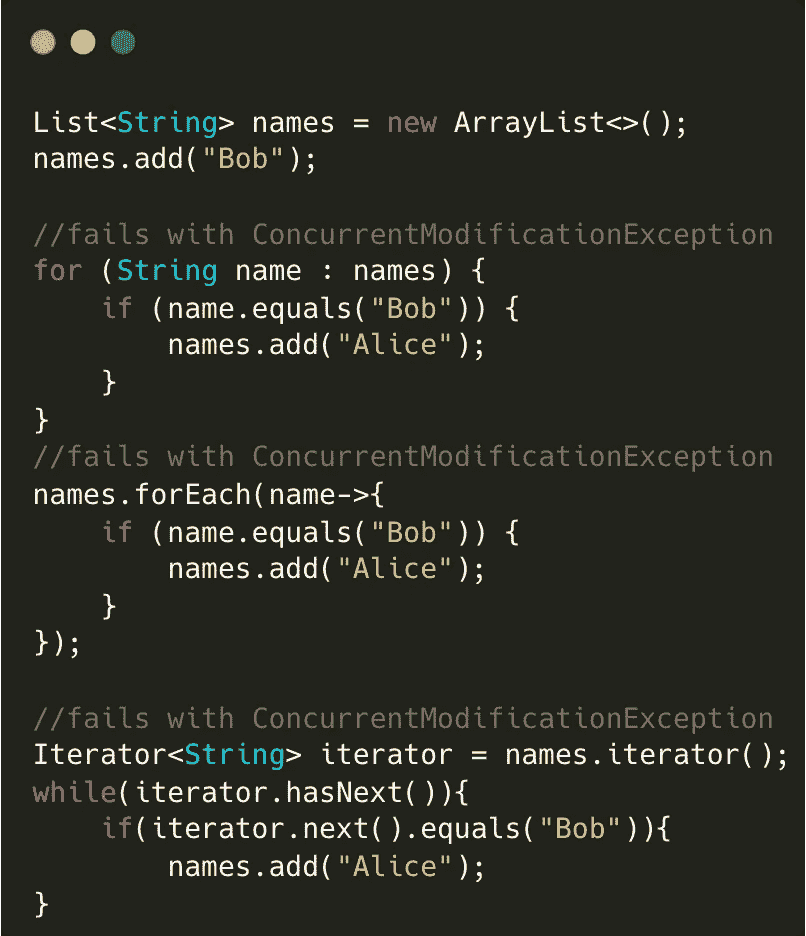 List<String> names = new ArrayList<>();
names.add("Bob");

//fails with ConcurrentModificationException
for (String name : names) {
    if (name.equals("Bob")) {
        names.add("Alice");
    }
}
//fails with ConcurrentModificationException
names.forEach(name->{
    if (name.equals("Bob")) {
        names.add("Alice");
    }
});

//fails with ConcurrentModificationException
Iterator<String> iterator = names.iterator();
while(iterator.hasNext()){
    if(iterator.next().equals("Bob")){
        names.add("Alice");
}